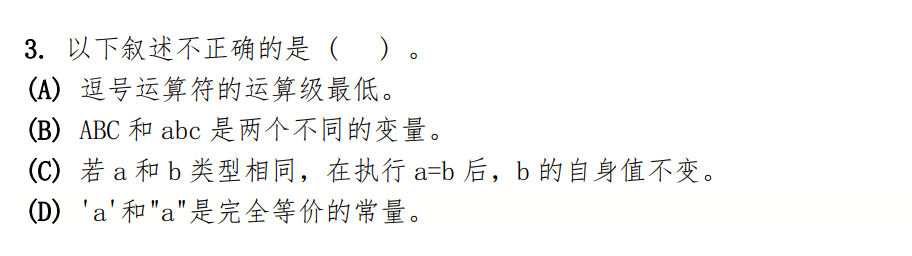 3. 以下叙述不正确的是（ ）。
(A) 逗号运算符的运算级最低。
(B) ABC 和 abc 是两个不同的变量。
(C) 若 a 和 b 类型相同，在执行 a=b 后，b 的自身值不变。
(D) 'a'和"a"是完全等价的常量。